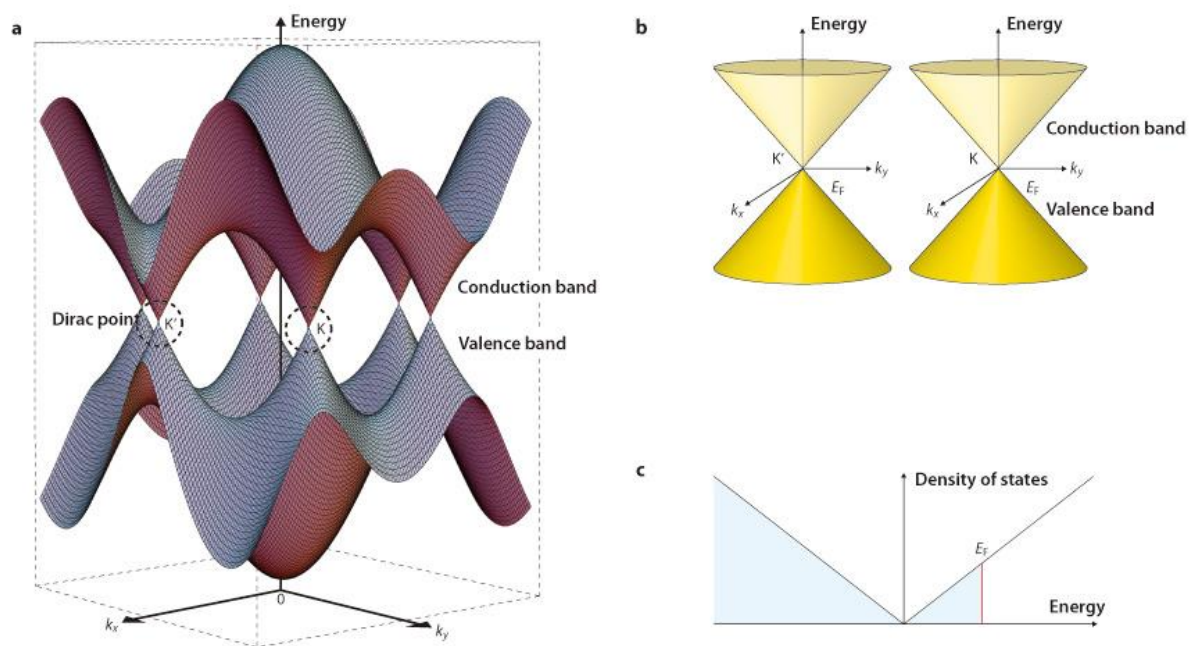 a
Energy
Conduction band
Dirac point
K′
K
Valence band
0
kx
ky
b
Energy
Energy
Conduction band
K′
ky
K
ky
EF
EF
kx
kx
Valence band
c
Density of states
EF
Energy